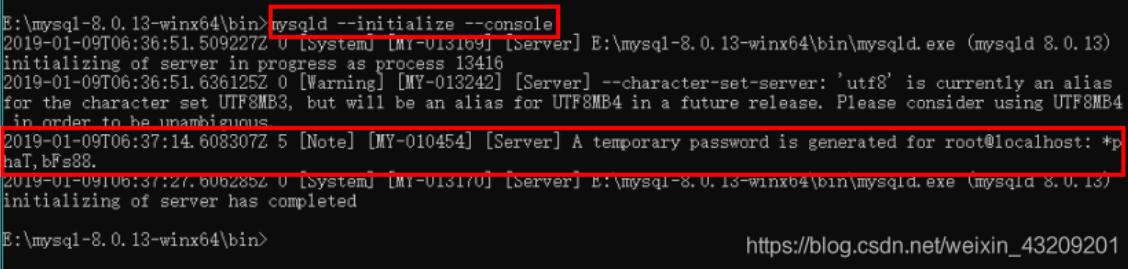 E:\mysql-8.0.13-winx64\bin>mysqld --initialize --console
2019-01-09T06:36:51.509227Z 0 [System] [MY-013169] [Server] E:\mysql-8.0.13-winx64\bin\mysqld.exe (mysqld 8.0.13)
initializing of server in progress as process 13416
2019-01-09T06:36:51.636125Z 0 [Warning] [MY-013242] [Server] --character-set-server: 'utf8' is currently an alias
for the character set UTF8MB3, but will be an alias for UTF8MB4 in a future release. Please consider using UTF8MB4
in order to be unambiguous.
2019-01-09T06:37:14.608307Z 5 [Note] [MY-010454] [Server] A temporary password is generated for root@localhost: *p
haT,bFs88.
2019-01-09T06:37:27.606285Z 0 [System] [MY-013170] [Server] E:\mysql-8.0.13-winx64\bin\mysqld.exe (mysqld 8.0.13)
initializing of server has completed
E:\mysql-8.0.13-winx64\bin>
https://blog.csdn.net/weixin_43209201